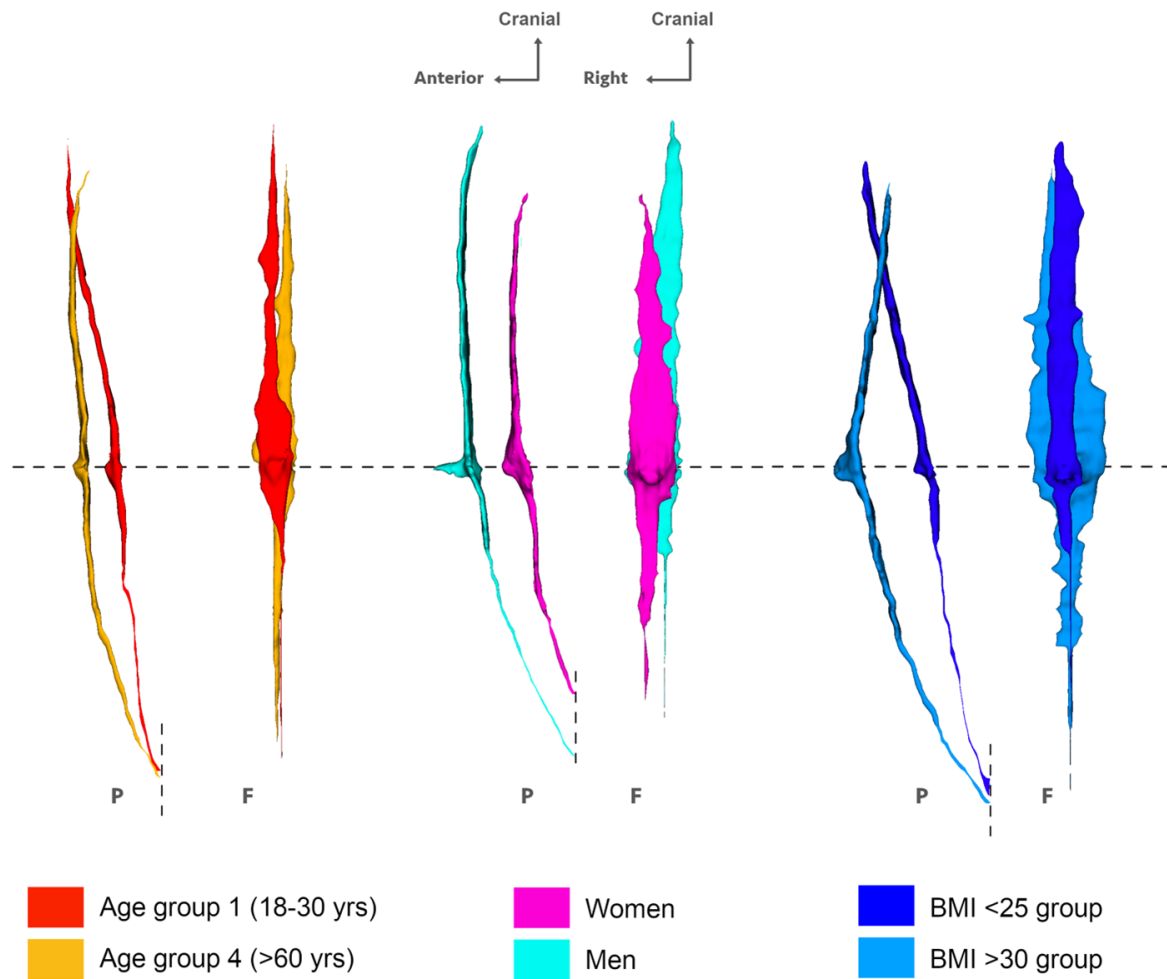 Cranial
Cranial
Anterior
Right
P
F
P
F
P
F
Age group 1 (18-30 yrs)
Women
BMI <25 group
Age group 4 (>60 yrs)
Men
BMI >30 group